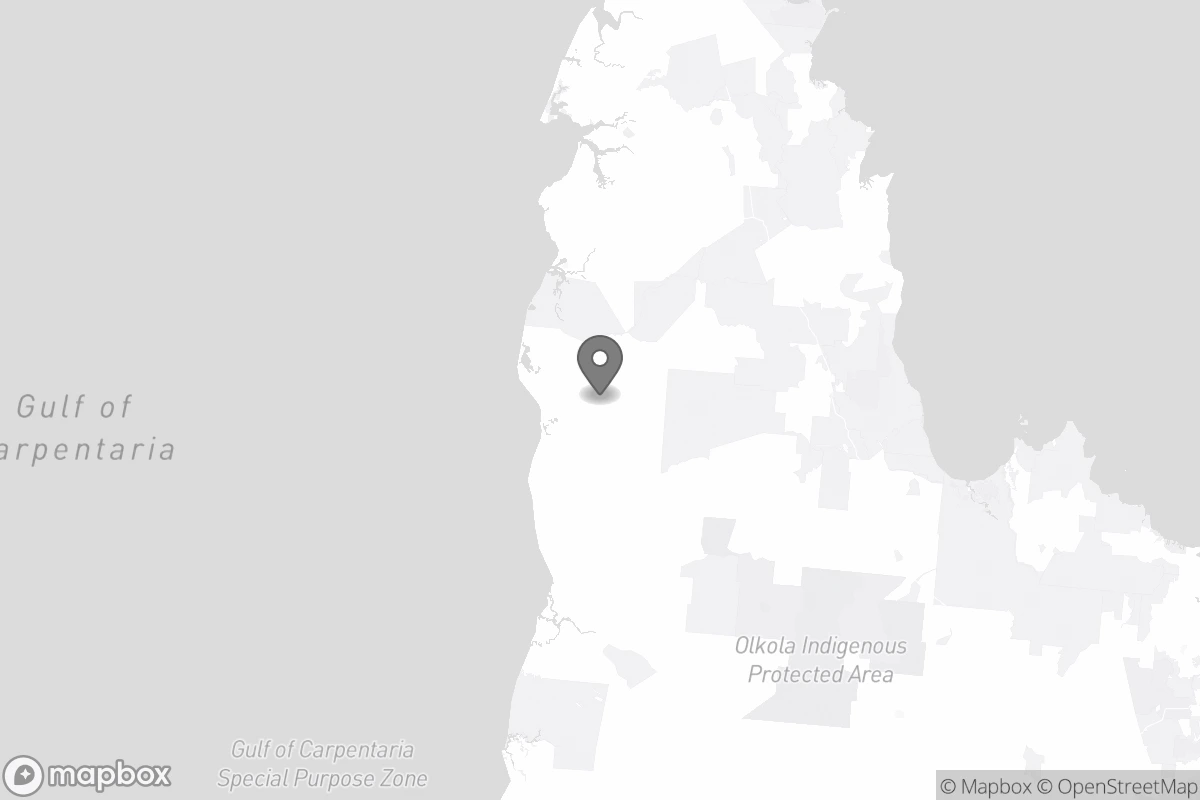 Gulf of
arpentaria
Olkola Indigenous
Protected Area
Gulf of Carpentaria
Special Purpose Zone
mapbox
© Mapbox © OpenStreetMap